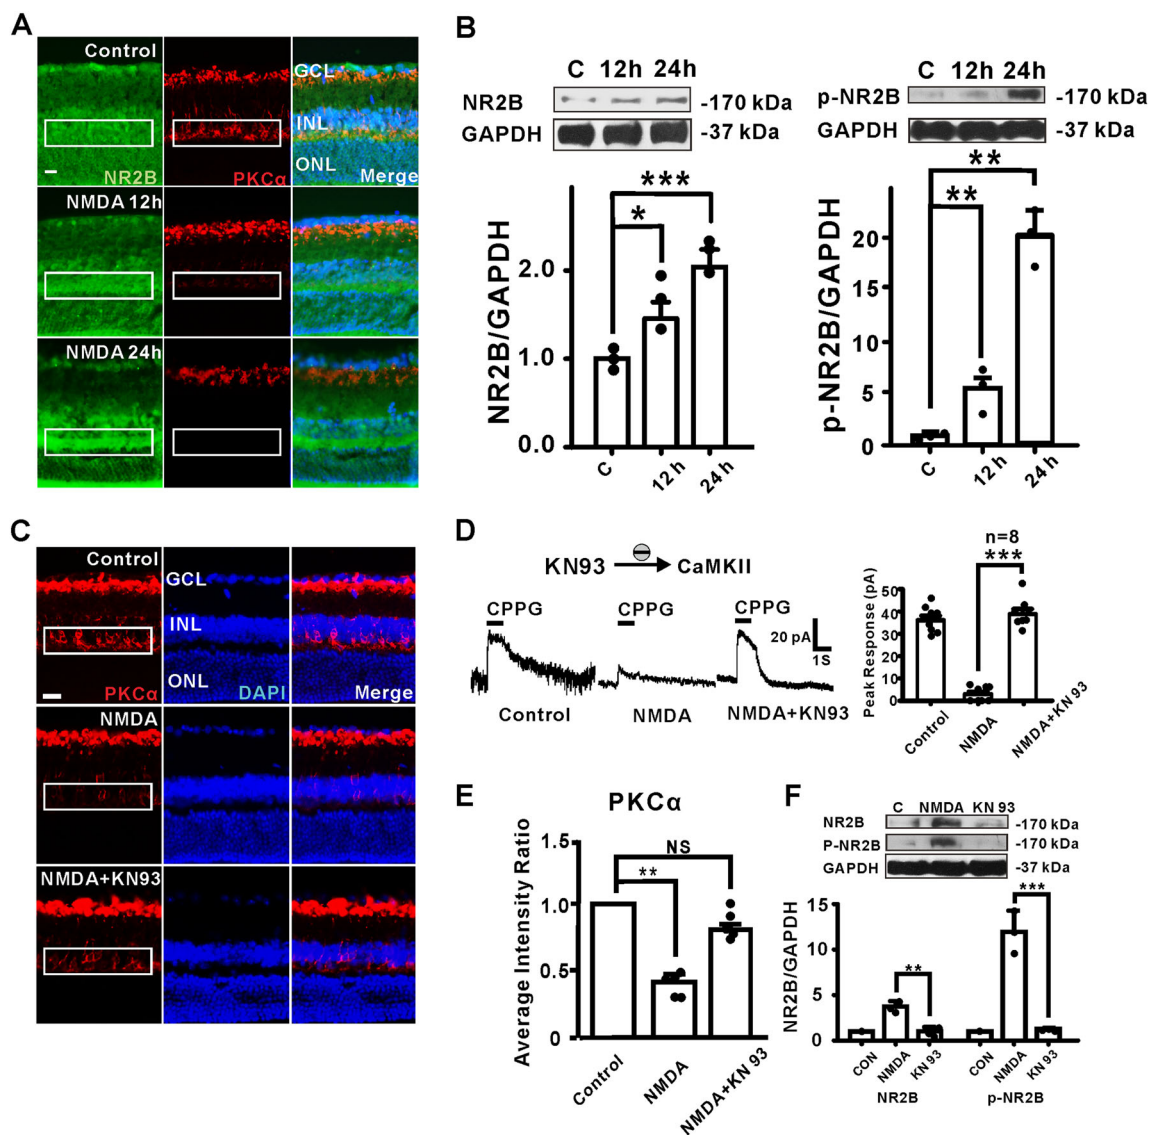 A
Control
GCL
INL
ONL
NR2B
PKCα
Merge
NMDA 12h
NMDA 24h
B
C 12h 24h
NR2B
-170 kDa
GAPDH
-37 kDa
***
*
NR2B/GAPDH
2.0
1.0
0.0
C
12 h
24 h
C 12h 24h
p-NR2B
-170 kDa
GAPDH
-37 kDa
**
**
p-NR2B/GAPDH
20
15
10
5
0
C
12 h
24 h
C
Control
GCL
INL
ONL
PKCα
DAPI
Merge
NMDA
NMDA+KN93
D
KN93
CaMKII
CPPG
CPPG
CPPG
20 pA
1S
Control
NMDA
NMDA+KN93
n=8
***
Peak Response (pA)
50
40
30
20
10
0
Control
NMDA
NMDA+KN 93
E
PKCα
Average Intensity Ratio
1.5
1.0
0.5
0
NS
**
Control
NMDA
NMDA+KN 93
F
C NMDA KN 93
NR2B
-170 kDa
P-NR2B
-170 kDa
GAPDH
-37 kDa
NR2B/GAPDH
15
10
5
0
**
***
CON
NMDA
KN 93
CON
NMDA
KN 93
NR2B
p-NR2B